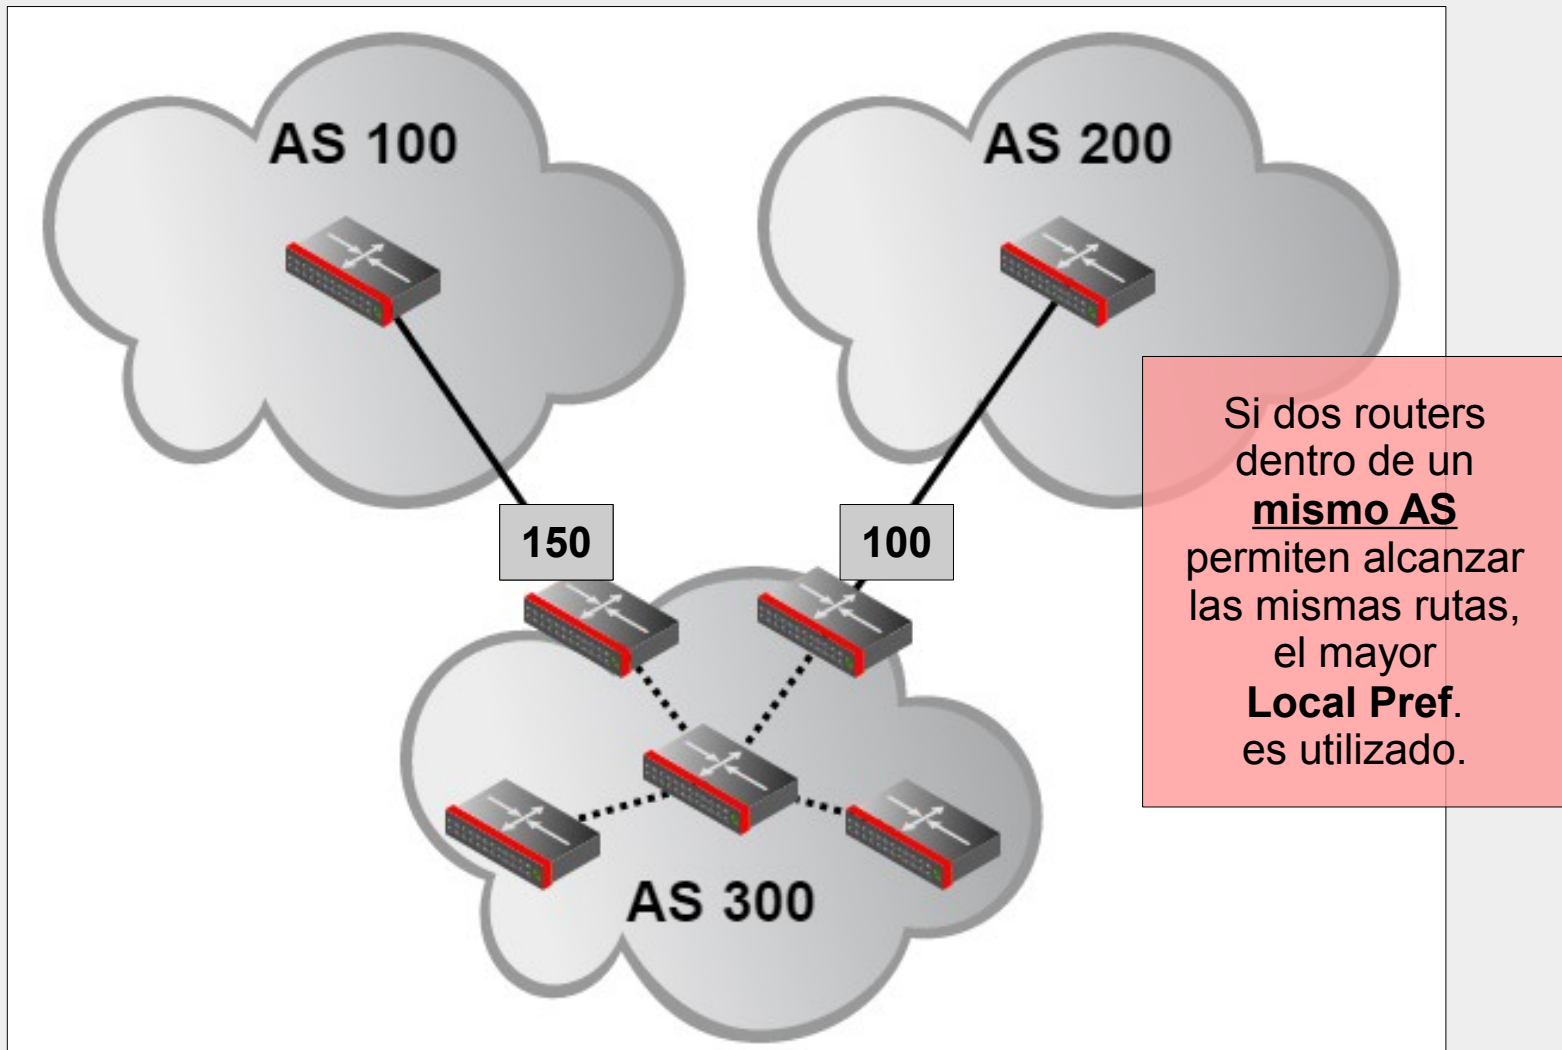 AS 100
AS 200
150
100
Si dos routers
dentro de un
mismo AS
permiten alcanzar
las mismas rutas,
el mayor
Local Pref.
es utilizado.
AS 300